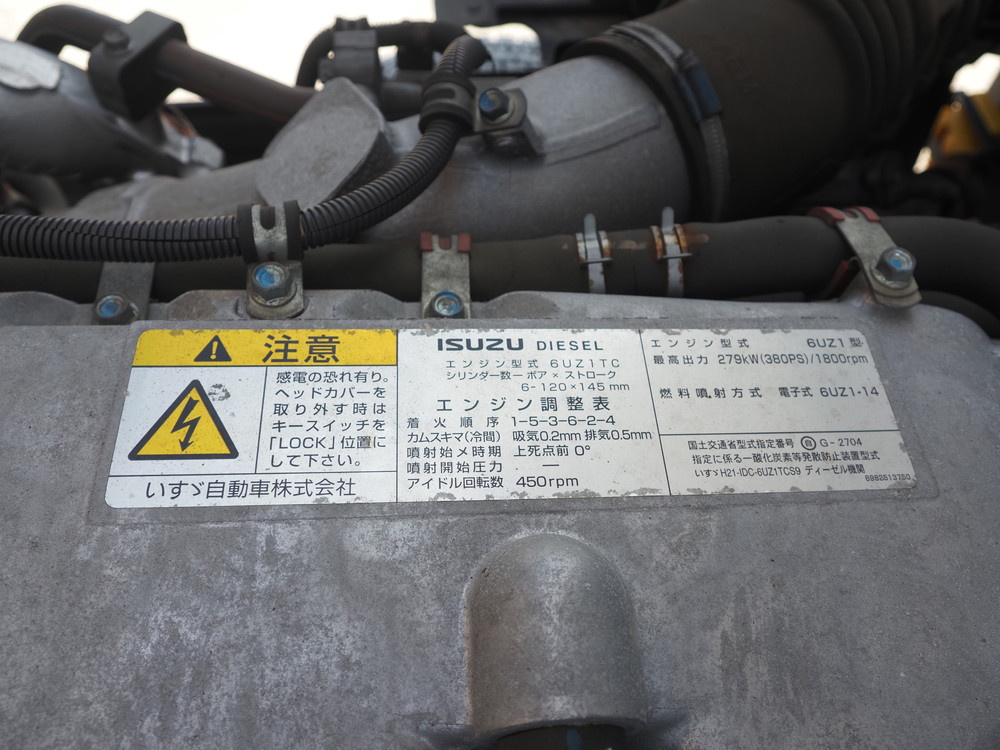 注意
感電の恐れ有り。
ヘッドカバーを
取り外す時は
キースイッチを
「LOCK」位置に
して下さい。
いすゞ自動車株式会社
ISUZU DIESEL
エンジン型式 6UZ1TC
シリンダー数－ボア × ストローク
6-120×145mm
エンジン調整表
着火順序 1-5-3-6-2-4
カムスキマ(冷間) 吸気0.2mm 排気0.5mm
噴射始メ時期 上死点前 0°
噴射開始圧力 —
アイドル回転数 450rpm
エンジン型式 6UZ1型
最高出力 279kW(380PS)/1800rpm
燃料噴射方式 電子式 6UZ1-14
国土交通省型式指定番号 自 G-2704
指定に係る一酸化炭素等発散防止装置型式
いすゞH21-IDC-6UZ1TCS9 ディーゼル機関